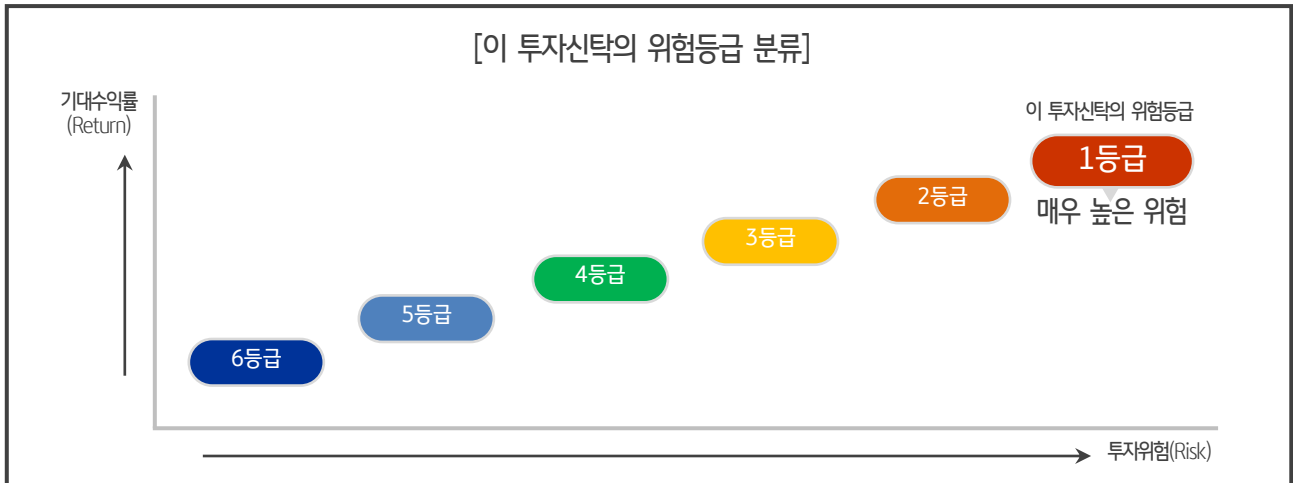 [이 투자신탁의 위험등급 분류]
기대수익률
(Return)
이 투자신탁의 위험등급
1등급
매우 높은 위험
2등급
3등급
4등급
5등급
6등급
투자위험(Risk)